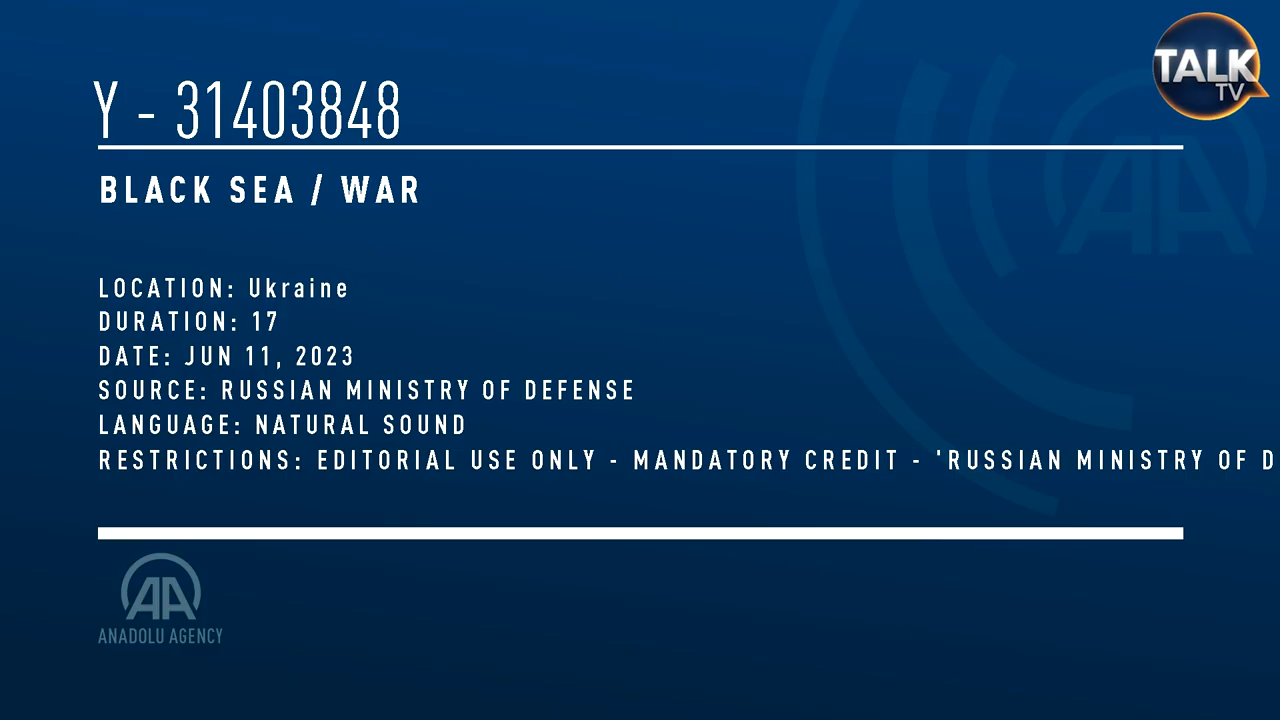 TALK
TV
Y - 31403848
BLACK SEA / WAR
LOCATION: Ukraine
DURATION: 17
DATE: JUN 11, 2023
SOURCE: RUSSIAN MINISTRY OF DEFENSE
LANGUAGE: NATURAL SOUND
RESTRICTIONS: EDITORIAL USE ONLY - MANDATORY CREDIT - 'RUSSIAN MINISTRY OF D
AA
AA
ANADOLU AGENCY